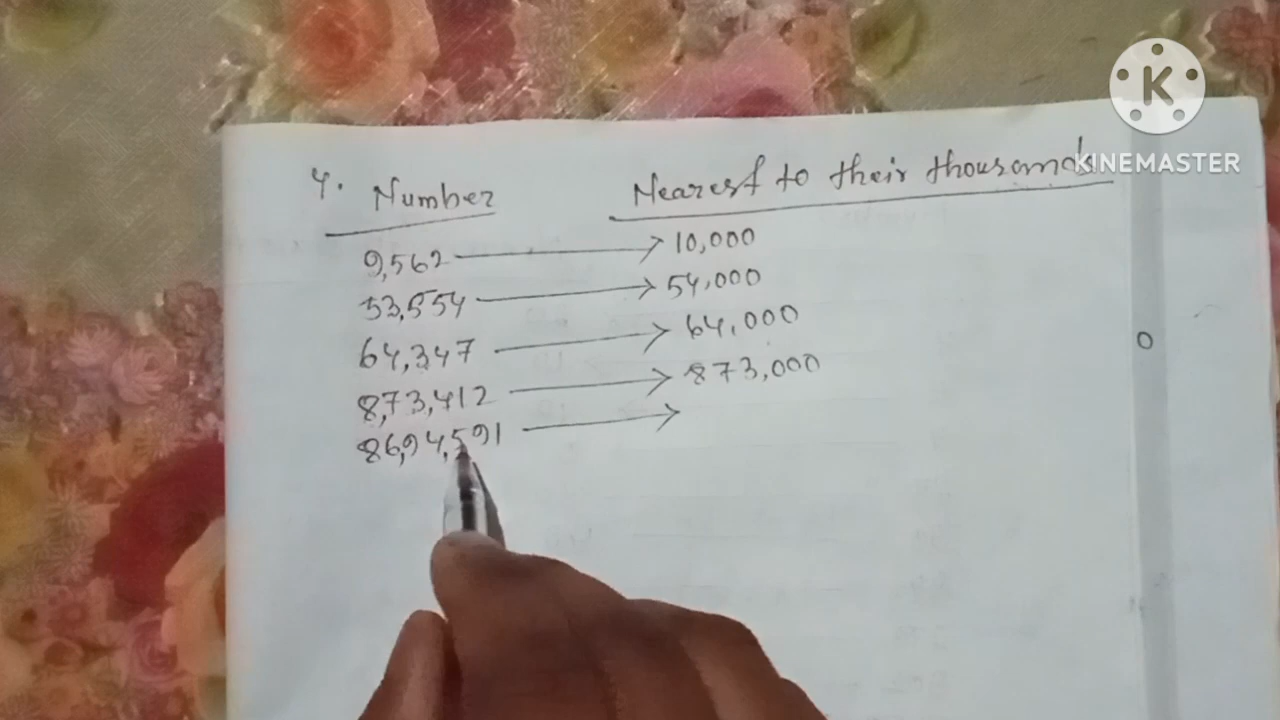 4. Number Nearest to their thousands
9,562 → 10,000
53,554 → 54,000
64,347 → 64,000
8,73,412 → 873,000
86,94,591 →
0
K
KINEMASTER